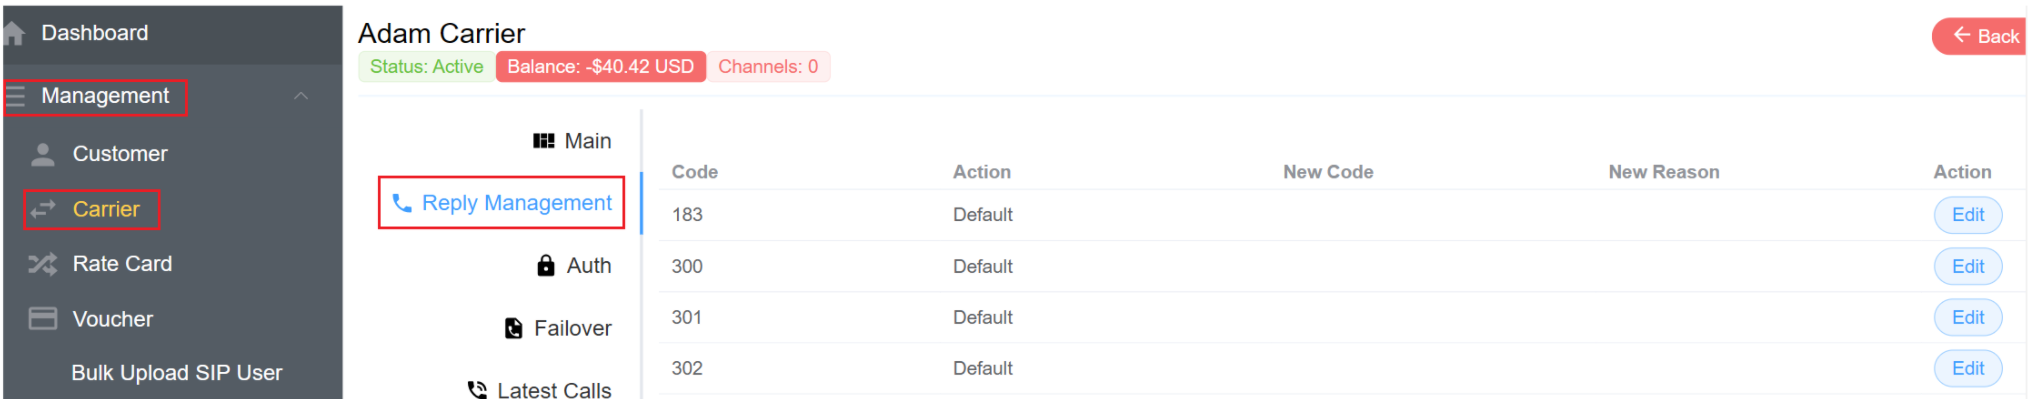 Dashboard
Management
Customer
Carrier
Rate Card
Voucher
Bulk Upload SIP User
Adam Carrier
Status: Active Balance: -$40.42 USD Channels: 0
← Back
Main
Reply Management
Auth
Failover
Latest Calls
Code Action New Code New Reason Action
183 Default Edit
300 Default Edit
301 Default Edit
302 Default Edit